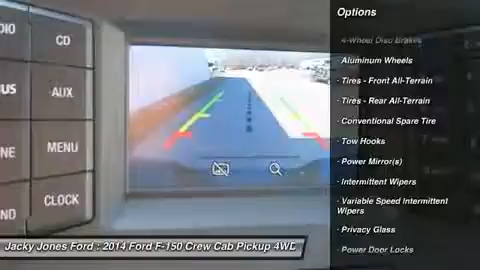 CD
AUX
MENU
CLOCK
Options
· 4-Wheel Disc Brakes
· Aluminum Wheels
· Tires - Front All-Terrain
· Tires - Rear All-Terrain
· Conventional Spare Tire
· Tow Hooks
· Power Mirror(s)
· Intermittent Wipers
· Variable Speed Intermittent
Wipers
· Privacy Glass
· Power Door Locks
Jacky Jones Ford : 2014 Ford F-150 Crew Cab Pickup 4WD